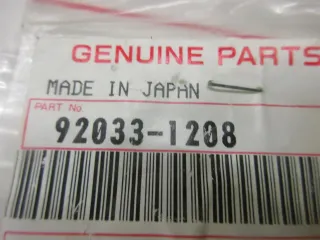 GENUINE PARTS
MADE IN JAPAN
PART No.
92033-1208